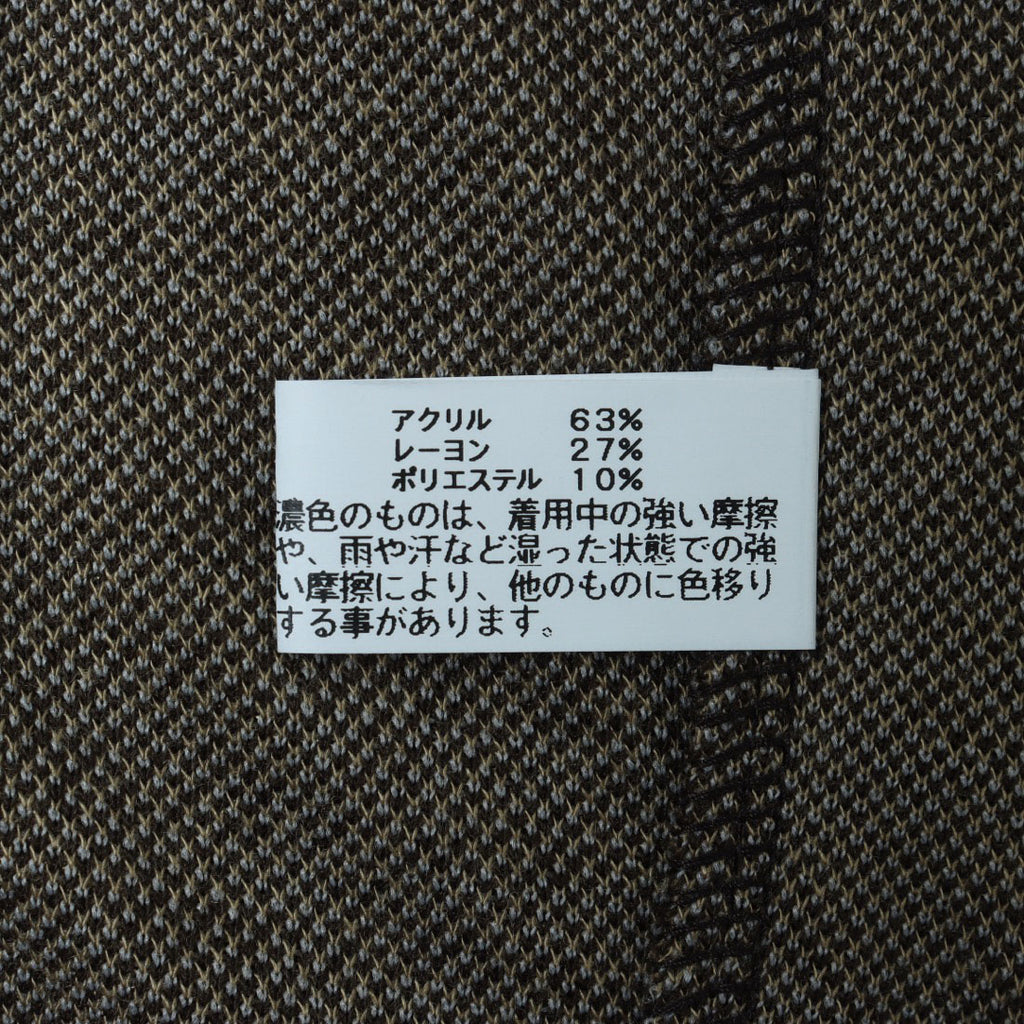 アクリル 63%
レーヨン 27%
ポリエステル 10%
濃色のものは、着用中の強い摩擦
や、雨や汗など湿った状態での強
い摩擦により、他のものに色移り
する事があります。